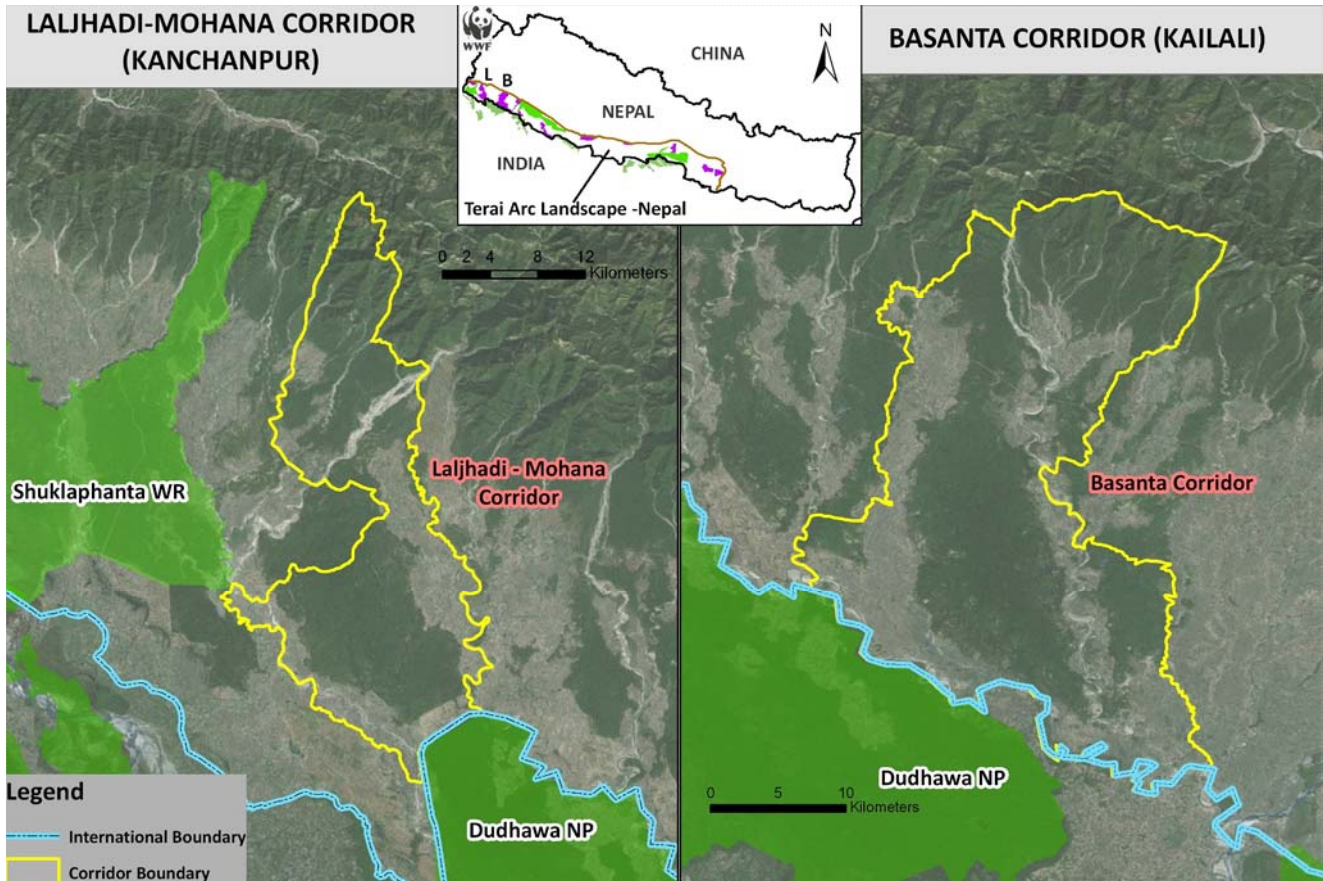 LALJHADI-MOHANA CORRIDOR
(KANCHANPUR)
WWF
L B
CHINA
N
NEPAL
INDIA
Terai Arc Landscape -Nepal
BASANTA CORRIDOR (KAILALI)
0 2 4 8 12
Kilometers
Shuklaphanta WR
Laljhadi - Mohana
Corridor
Dudhawa NP
Legend
International Boundary
Corridor Boundary
Basanta Corridor
Dudhawa NP
0 5 10
Kilometers